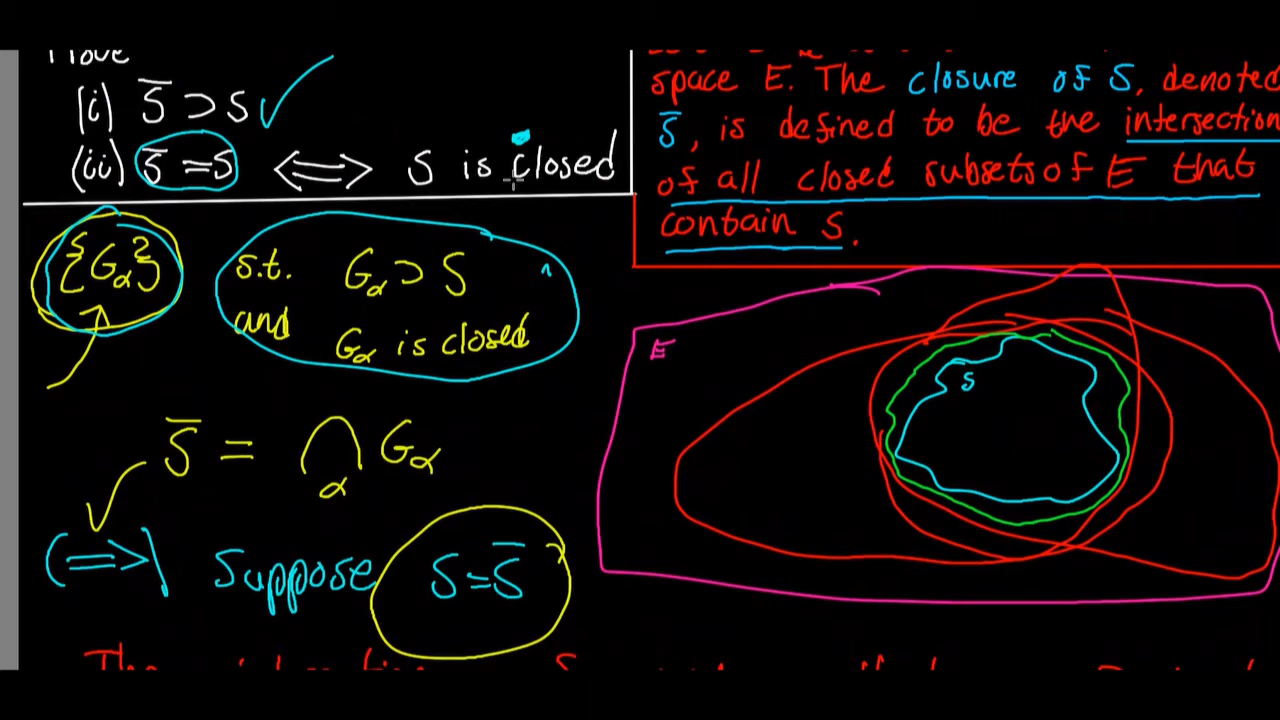 Prove
(i) S̄ ⊃ S ✓
(ii) S̄ = S ⟺ S is closed
space E. The closure of S, denoted
S̄, is defined to be the intersection
of all closed subsets of E that
contain S.
{Gα} s.t. Gα ⊃ S
and Gα is closed
S̄ = ∩α Gα
(⟹) Suppose S = S̄
E
S